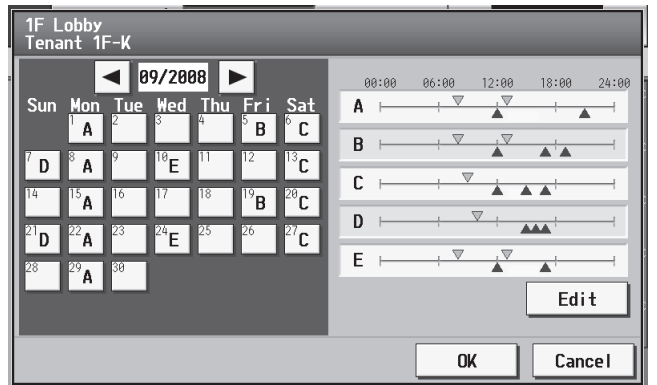 1F Lobby
Tenant 1F-K
09/2008
Sun Mon Tue Wed Thu Fri Sat
1 A 2 3 4 5 B 6 C
7 D 8 A 9 10 E 11 12 13 C
14 15 A 16 17 18 19 B 20 C
21 D 22 A 23 24 E 25 26 27 C
28 29 A 30
00:00 06:00 12:00 18:00 24:00
A
B
C
D
E
Edit
OK Cancel